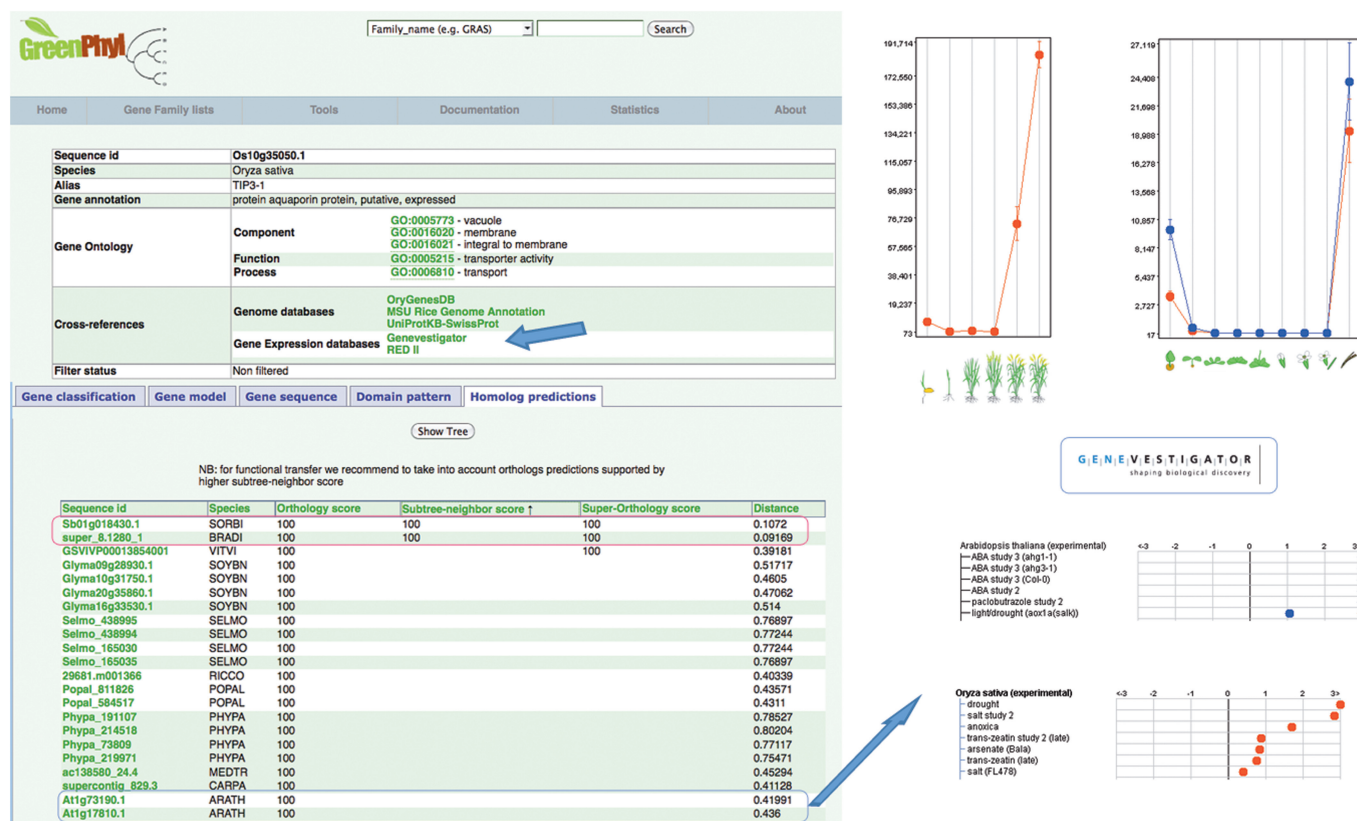 GreenPhyl
Family_name (e.g. GRAS)
Search
Home Gene Family lists Tools Documentation Statistics About
Sequence id Os10g35050.1
Species Oryza sativa
Alias TIP3-1
Gene annotation protein aquaporin protein, putative, expressed
Gene Ontology
Component
GO:0005773 - vacuole
GO:0016020 - membrane
GO:0016021 - integral to membrane
Function GO:0005215 - transporter activity
Process GO:0006810 - transport
Cross-references
Genome databases
OryGenesDB
MSU Rice Genome Annotation
UniProtKB-SwissProt
Gene Expression databases
Genevestigator
RED II
Filter status Non filtered
Gene classification Gene model Gene sequence Domain pattern Homolog predictions
Show Tree
NB: for functional transfer we recommend to take into account orthologs predictions supported by
higher subtree-neighbor score
Sequence id Species Orthology score Subtree-neighbor score ↑ Super-Orthology score Distance
Sb01g018430.1 SORBI 100 100 100 0.1072
super_8.1280_1 BRADI 100 100 100 0.09169
GSVIVP00013854001 VITVI 100 100 0.39181
Glyma09g28930.1 SOYBN 100 0.51717
Glyma10g31750.1 SOYBN 100 0.4605
Glyma20g35860.1 SOYBN 100 0.47062
Glyma16g33530.1 SOYBN 100 0.514
Selmo_438995 SELMO 100 0.76897
Selmo_438994 SELMO 100 0.77244
Selmo_165030 SELMO 100 0.77244
Selmo_165035 SELMO 100 0.76897
29681.m001366 RICCO 100 0.40339
Popal_811826 POPAL 100 0.43571
Popal_584517 POPAL 100 0.4311
Phypa_191107 PHYPA 100 0.78527
Phypa_214518 PHYPA 100 0.80204
Phypa_73809 PHYPA 100 0.77117
Phypa_219971 PHYPA 100 0.75471
ac138580_24.4 MEDTR 100 0.45294
supercontig_829.3 CARPA 100 0.41128
At1g73190.1 ARATH 100 0.41991
At1g17810.1 ARATH 100 0.436
191,714
172,550
153,386
134,221
115,057
95,893
76,729
57,565
38,401
19,237
73
27,119
24,408
21,698
18,988
16,278
13,568
10,857
8,147
5,437
2,727
17
GENEVESTIGATOR
shaping biological discovery
Arabidopsis thaliana (experimental) <-3 -2 -1 0 1 2 3
ABA study 3 (ahg1-1)
ABA study 3 (ahg3-1)
ABA study 3 (Col-0)
ABA study 2
paclobutrazole study 2
light/drought (aox1a(salk))
Oryza sativa (experimental) <-3 -2 -1 0 1 2 3>
drought
salt study 2
anoxica
trans-zeatin study 2 (late)
arsenate (Bala)
trans-zeatin (late)
salt (FL478)